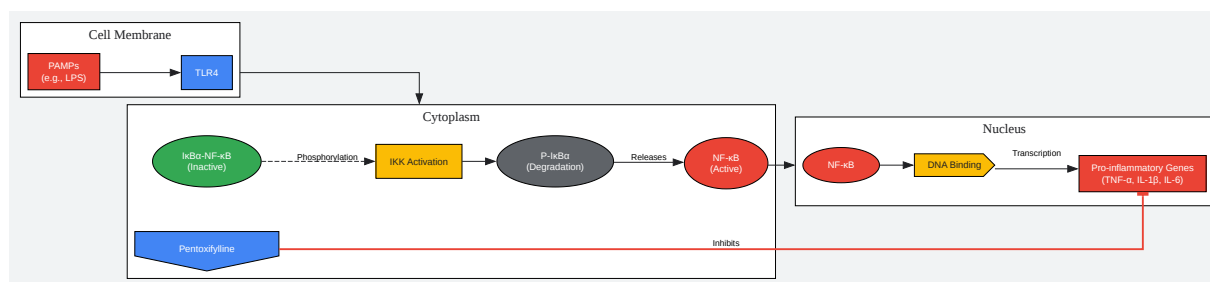 Cell Membrane
PAMPs
(e.g., LPS)
TLR4
Cytoplasm
IκBα-NF-κB
(Inactive)
Phosphorylation
IKK Activation
P-IκBα
(Degradation)
Releases
NF-κB
(Active)
Pentoxifylline
Inhibits
Nucleus
NF-κB
DNA Binding
Transcription
Pro-inflammatory Genes
(TNF-α, IL-1β, IL-6)